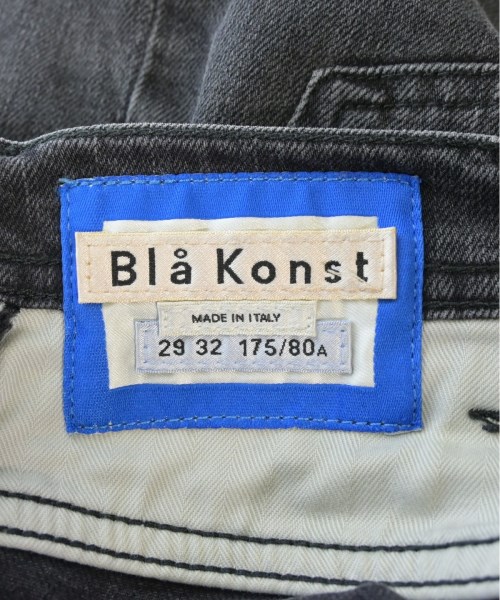 Blå Konst
MADE IN ITALY
29 32 175/80A